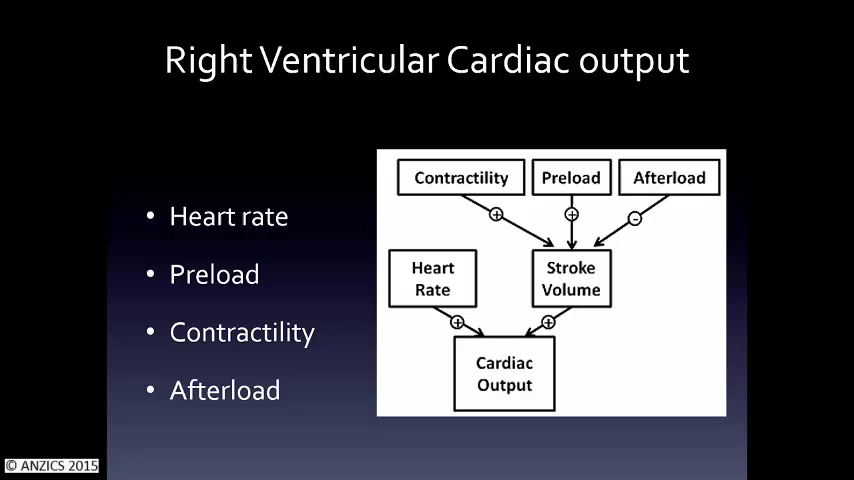 Right Ventricular Cardiac output
• Heart rate
• Preload
• Contractility
• Afterload
Contractility
Preload
Afterload
+
+
-
Heart
Rate
Stroke
Volume
+
+
Cardiac
Output
© ANZICS 2015